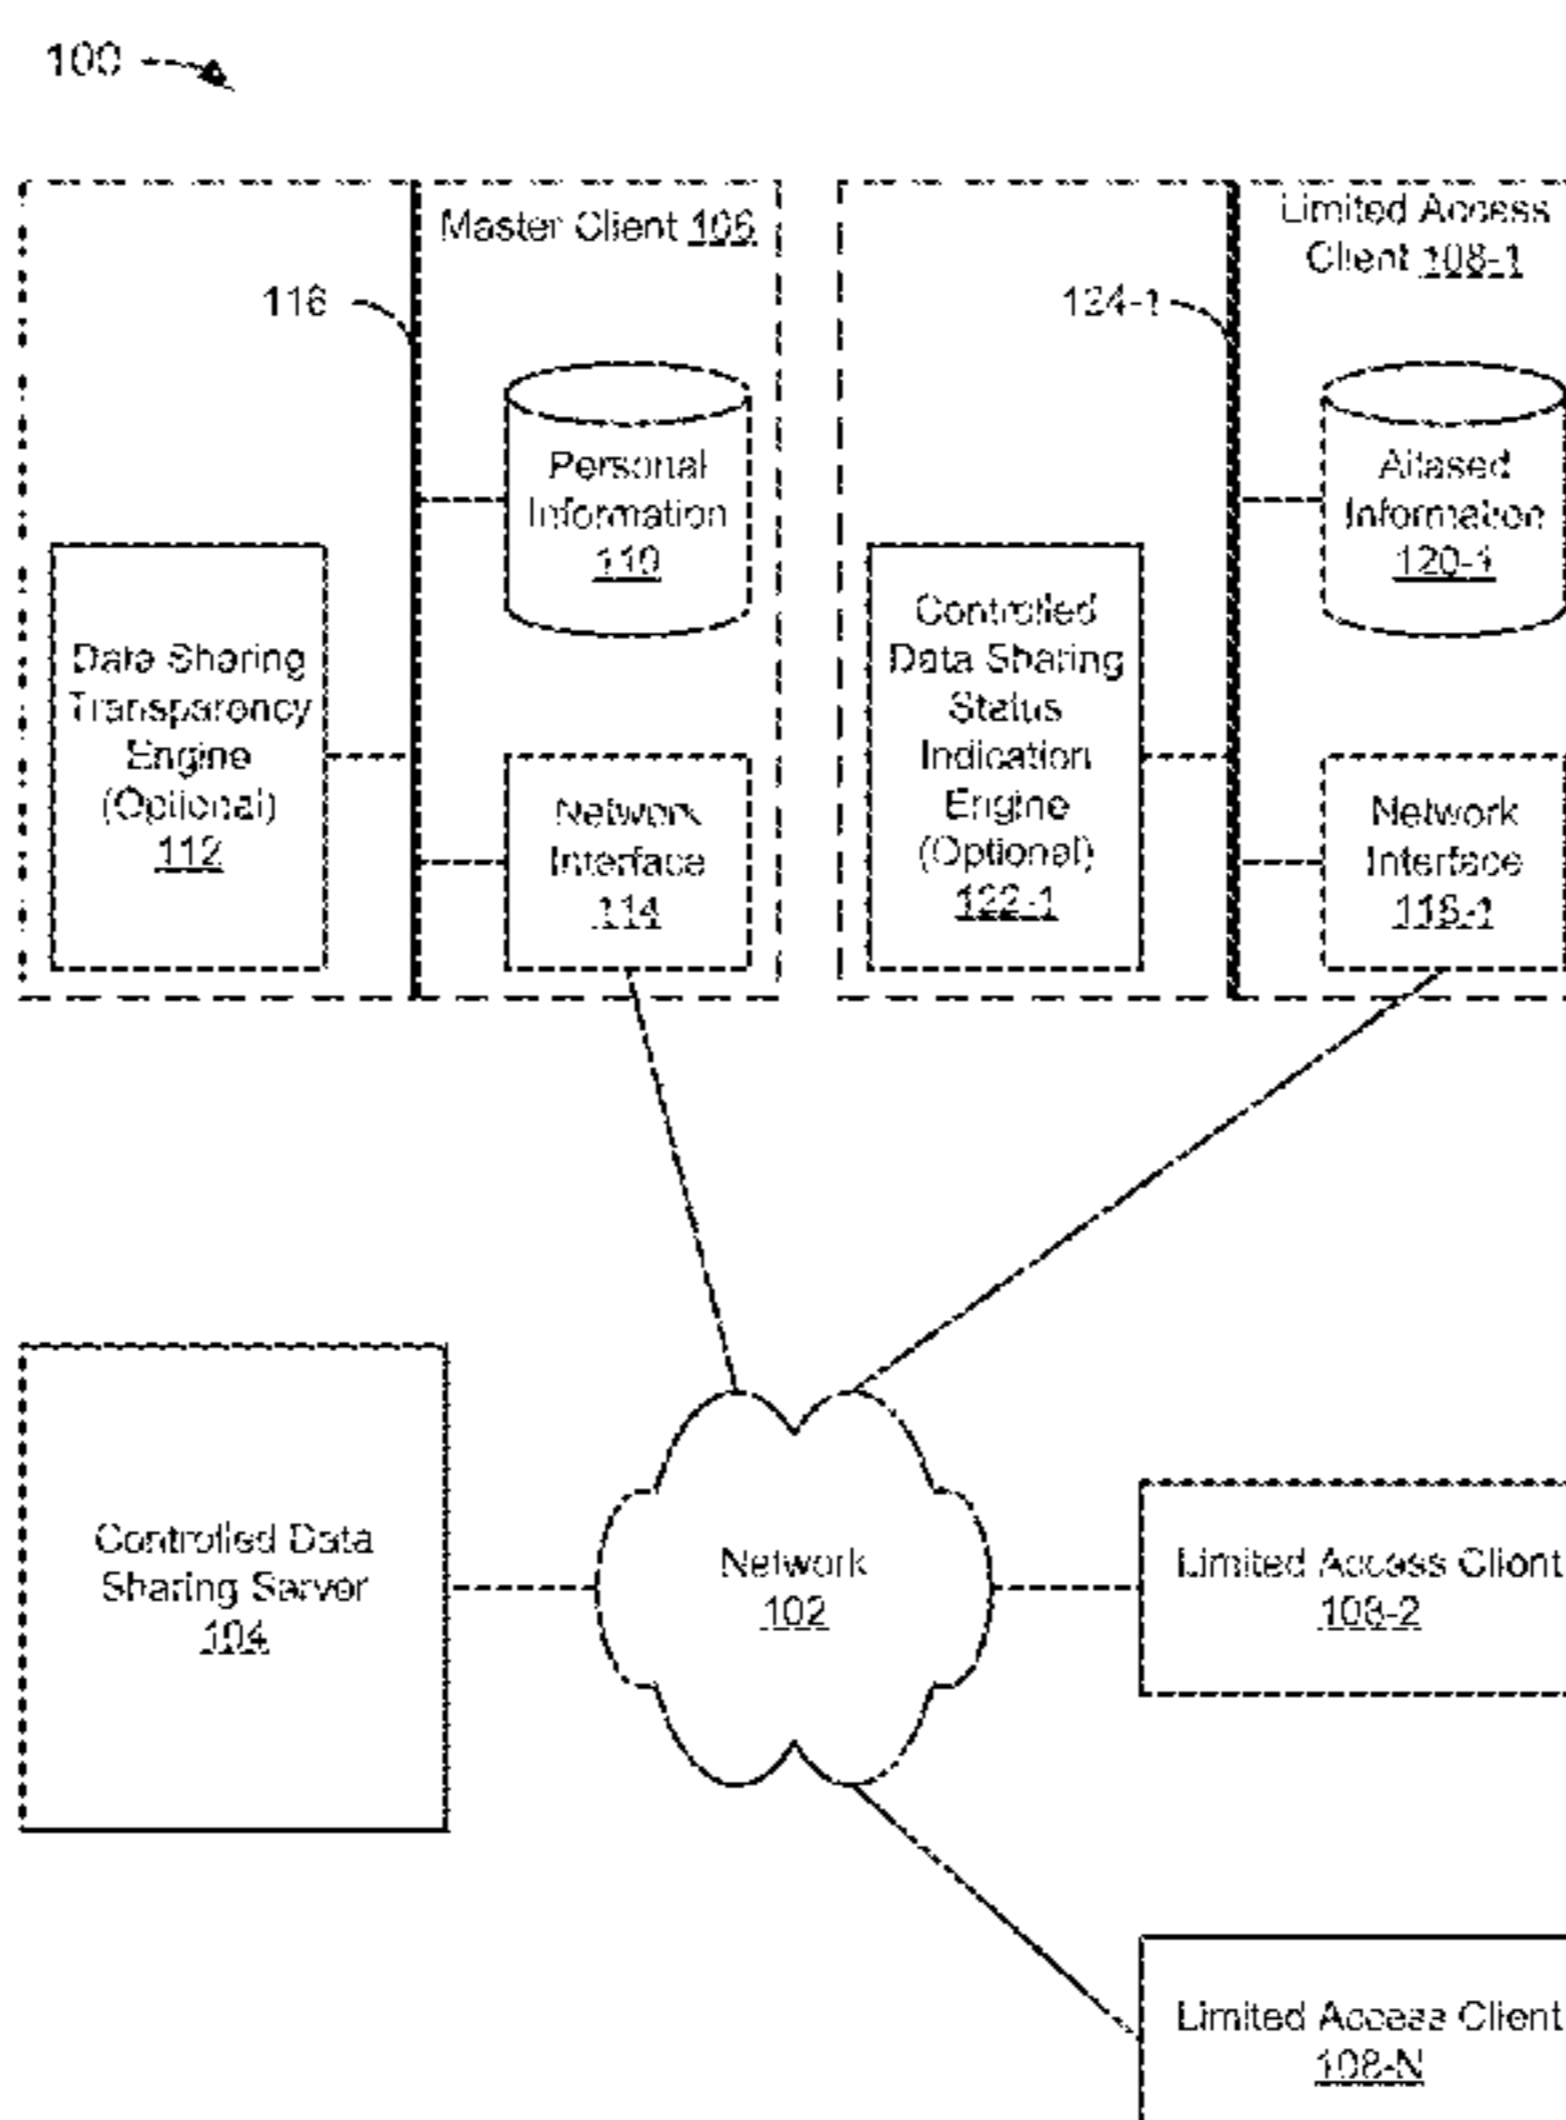 100
Master Client 106
116
Personal
Information
110
Data Sharing
Transparency
Engine
(Optional)
112
Network
Interface
114
Limited Access
Client 108-1
124-1
Aliased
Information
120-1
Controlled
Data Sharing
Status
Indication
Engine
(Optional)
122-1
Network
Interface
118-1
Controlled Data
Sharing Server
104
Network
102
Limited Access Client
108-2
Limited Access Client
108-N